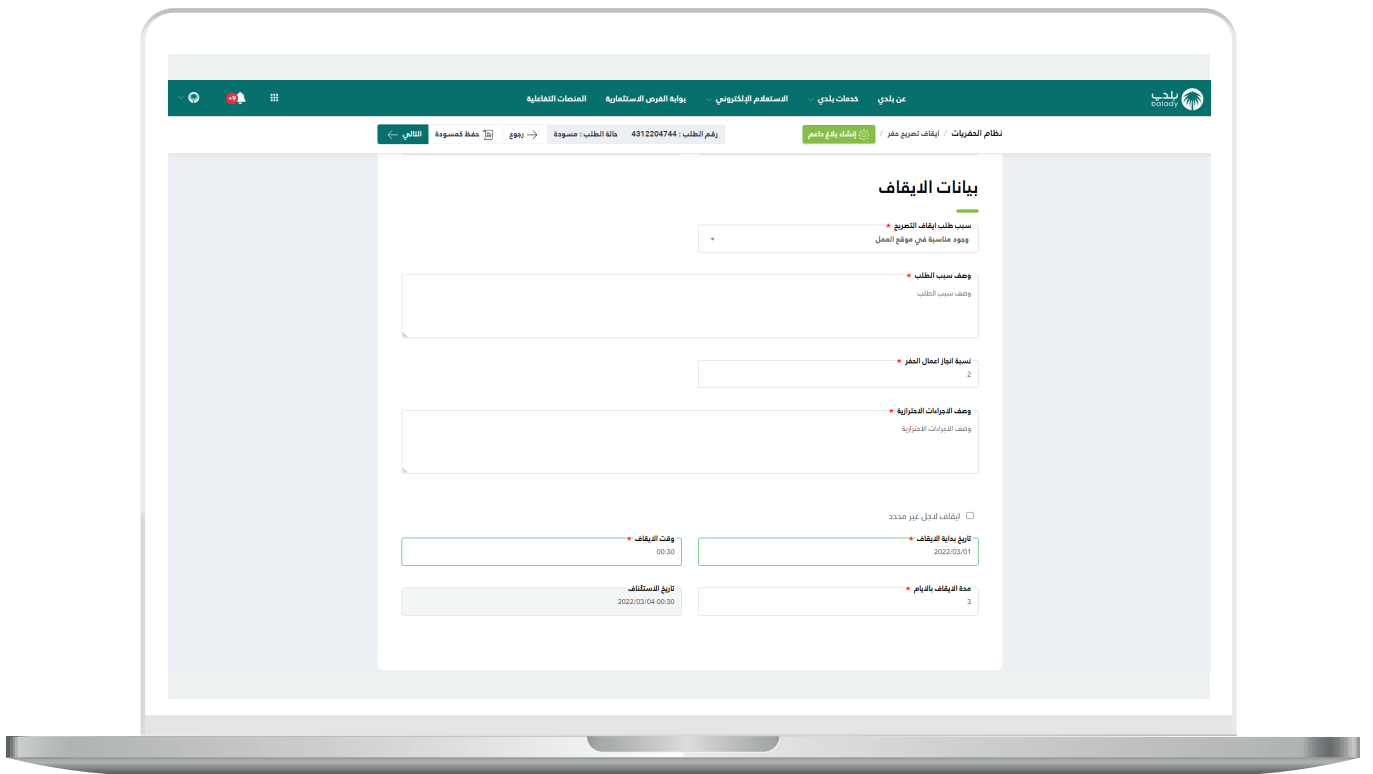 بلدي
balady
عن بلدي خدمات بلدي الاستعلام الإلكتروني بوابة الفرص الاستثمارية المنصات التفاعلية
+9
نظام الحفريات / ايقاف تصريح حفر / إنشاء بلاغ داعم رقم الطلب : 4312204744 حالة الطلب : مسودة رجوع حفظ كمسودة التالي
بيانات الايقاف
سبب طلب ايقاف التصريح *
وجود مناسبة في موقع العمل
وصف سبب الطلب *
وصف سبب الطلب
نسبة انجاز اعمال الحفر *
2
وصف الاجراءات الاحترازية *
وصف الاجراءات الاحترازية
ايقاف لاجل غير محدد
تاريخ بداية الايقاف * وقت الايقاف *
2022/03/01 00:30
مدة الايقاف بالايام * تاريخ الاستئناف
3 2022/03/04 00:30